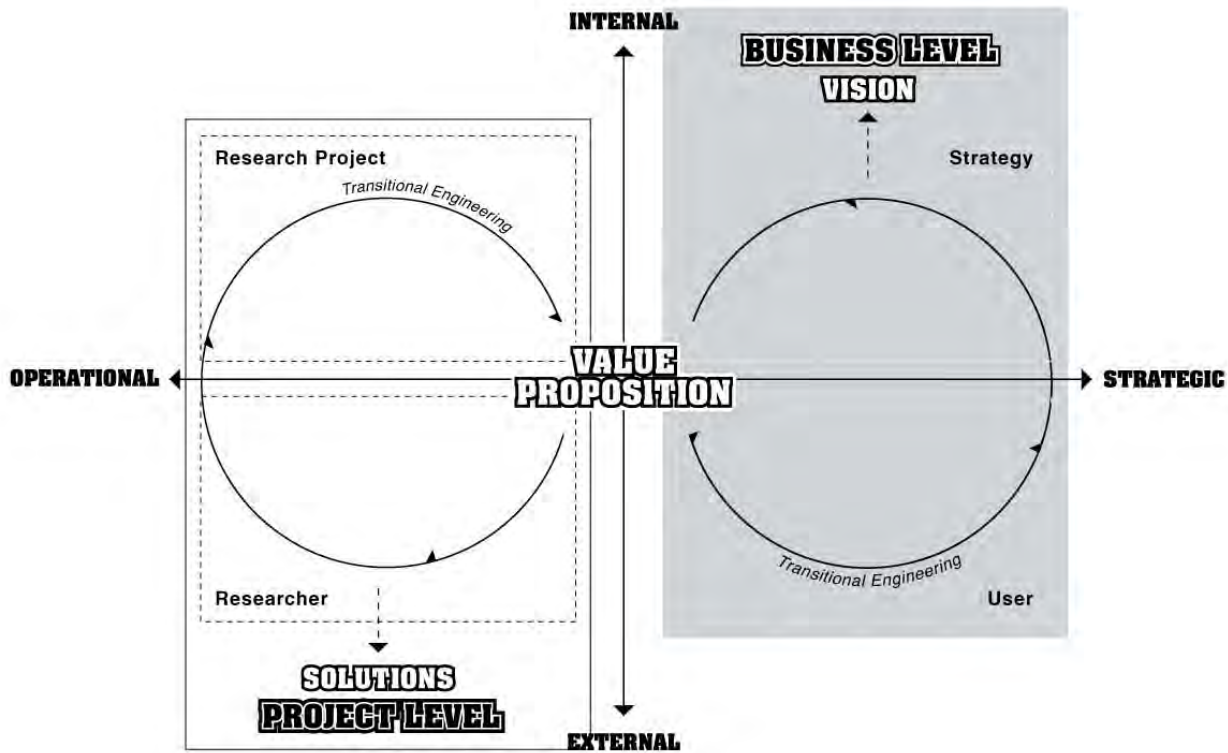 INTERNAL
BUSINESS LEVEL
VISION
Research Project
Strategy
Transitional Engineering
OPERATIONAL
VALUE
PROPOSITION
STRATEGIC
Transitional Engineering
Researcher
User
SOLUTIONS
PROJECT LEVEL
EXTERNAL